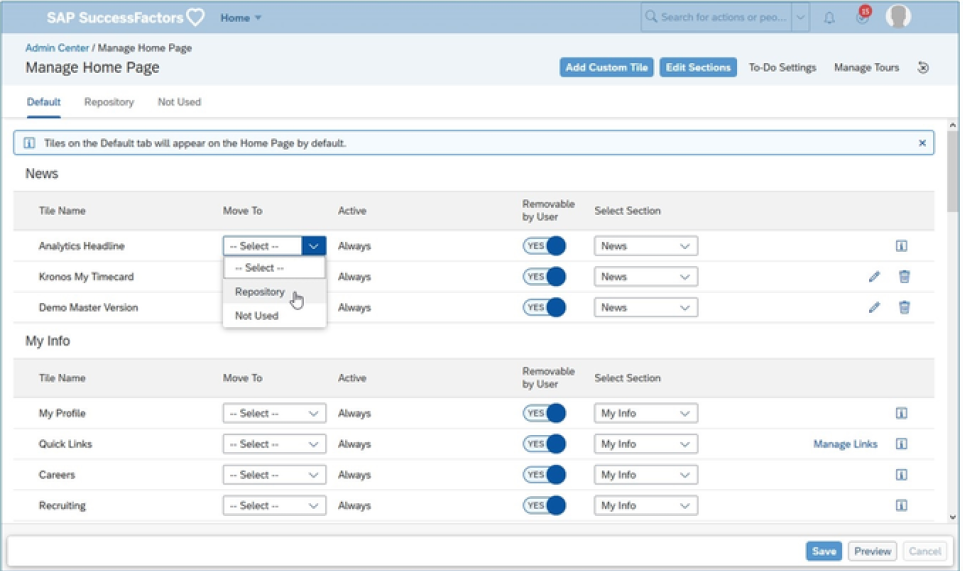 SAP SuccessFactors Home
Search for actions or peo...
15
Admin Center / Manage Home Page
Manage Home Page
Add Custom Tile Edit Sections To-Do Settings Manage Tours
Default Repository Not Used
Tiles on the Default tab will appear on the Home Page by default.
News
Tile Name Move To Active Removable by User Select Section
Analytics Headline -- Select -- Always YES News
-- Select --
Kronos My Timecard Always YES News
Repository
Demo Master Version Always YES News
Not Used
My Info
Tile Name Move To Active Removable by User Select Section
My Profile -- Select -- Always YES My Info
Quick Links -- Select -- Always YES My Info Manage Links
Careers -- Select -- Always YES My Info
Recruiting -- Select -- Always YES My Info
Save Preview Cancel